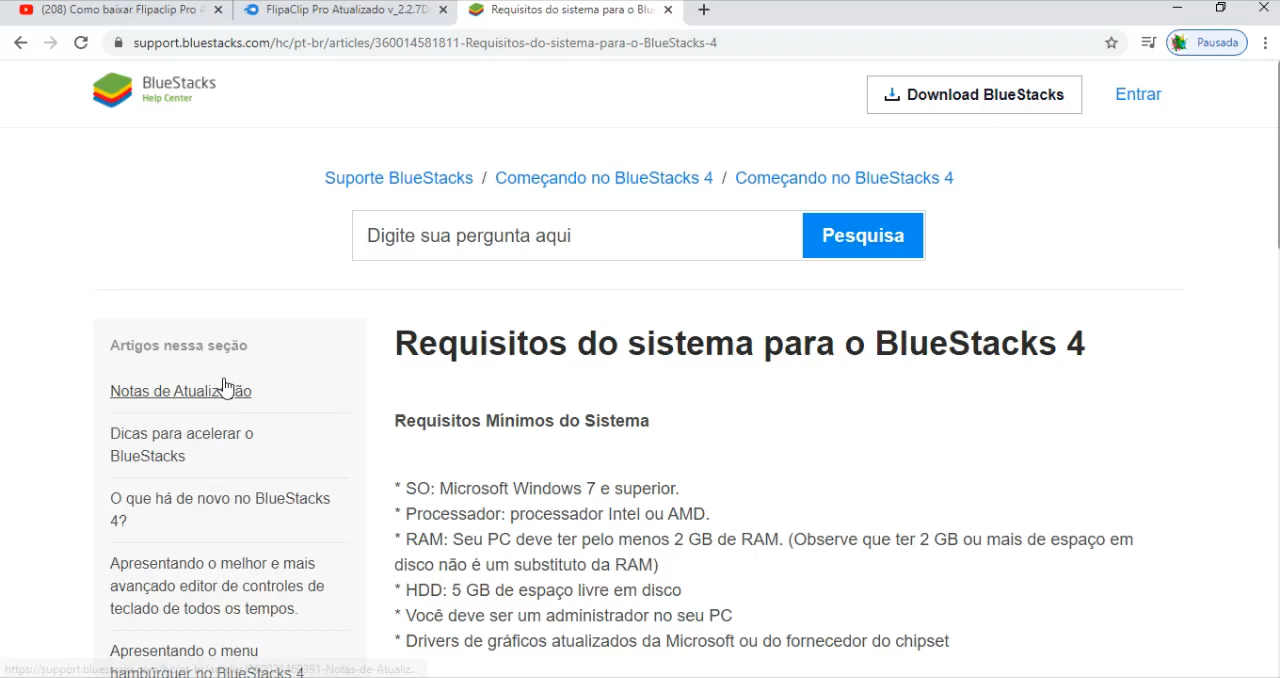 (208) Como baixar Flipaclip Pro A
FlipaClip Pro Atualizado v_2.2.7D
Requisitos do sistema para o Blu
support.bluestacks.com/hc/pt-br/articles/360014581811-Requisitos-do-sistema-para-o-BlueStacks-4
Pausada
BlueStacks
Help Center
Download BlueStacks
Entrar
Suporte BlueStacks / Começando no BlueStacks 4 / Começando no BlueStacks 4
Digite sua pergunta aqui
Pesquisa
Artigos nessa seção
Notas de Atualização
Dicas para acelerar o
BlueStacks
O que há de novo no BlueStacks
4?
Apresentando o melhor e mais
avançado editor de controles de
teclado de todos os tempos.
Apresentando o menu
hambúrguer no BlueStacks 4
Requisitos do sistema para o BlueStacks 4
Requisitos Mínimos do Sistema
* SO: Microsoft Windows 7 e superior.
* Processador: processador Intel ou AMD.
* RAM: Seu PC deve ter pelo menos 2 GB de RAM. (Observe que ter 2 GB ou mais de espaço em
disco não é um substituto da RAM)
* HDD: 5 GB de espaço livre em disco
* Você deve ser um administrador no seu PC
* Drivers de gráficos atualizados da Microsoft ou do fornecedor do chipset